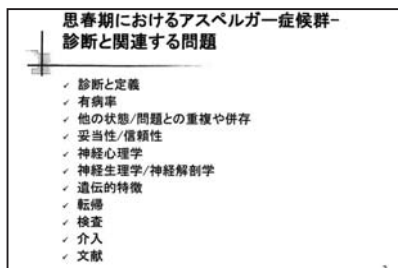 思春期におけるアスペルガー症候群–
診断と関連する問題
✓ 診断と定義
✓ 有病率
✓ 他の状態/問題との重複や併存
✓ 妥当性/信頼性
✓ 神経心理学
✓ 神経生理学/神経解剖学
✓ 遺伝的特徴
✓ 転帰
✓ 検査
✓ 介入
✓ 文献